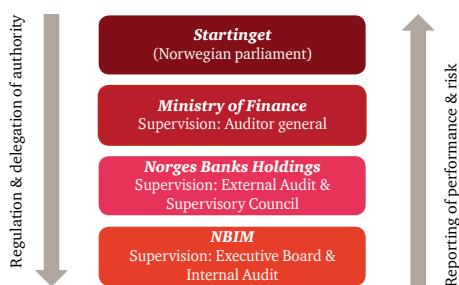 Startinget
(Norwegian parliament)
Ministry of Finance
Supervision: Auditor general
Norges Banks Holdings
Supervision: External Audit &
Supervisory Council
NBIM
Supervision: Executive Board &
Internal Audit
Regulation & delegation of authority
Reporting of performance & risk